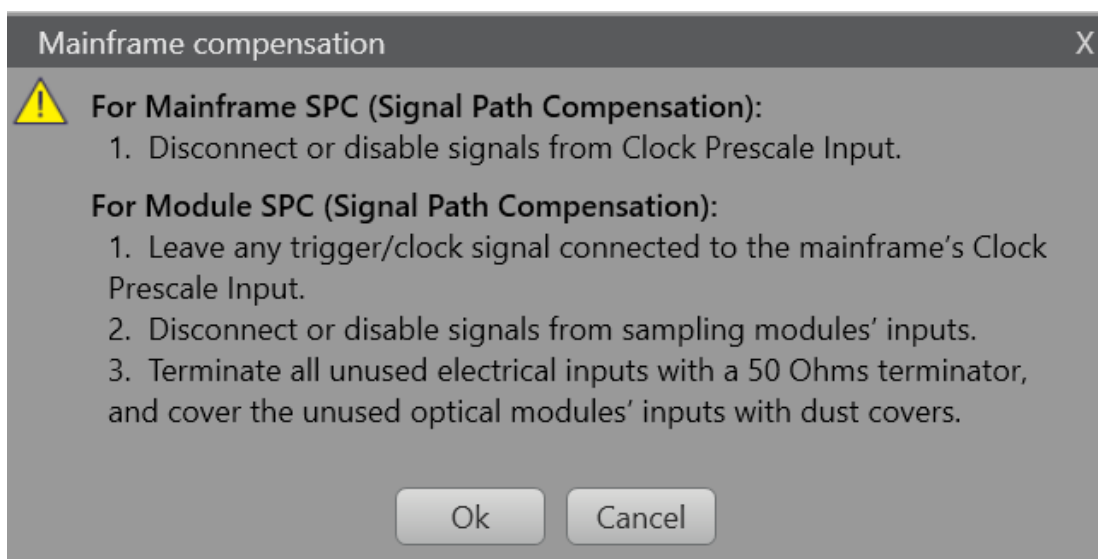 Mainframe compensation X
For Mainframe SPC (Signal Path Compensation):
1. Disconnect or disable signals from Clock Prescale Input.
For Module SPC (Signal Path Compensation):
1. Leave any trigger/clock signal connected to the mainframe’s Clock
Prescale Input.
2. Disconnect or disable signals from sampling modules’ inputs.
3. Terminate all unused electrical inputs with a 50 Ohms terminator,
and cover the unused optical modules’ inputs with dust covers.
Ok Cancel